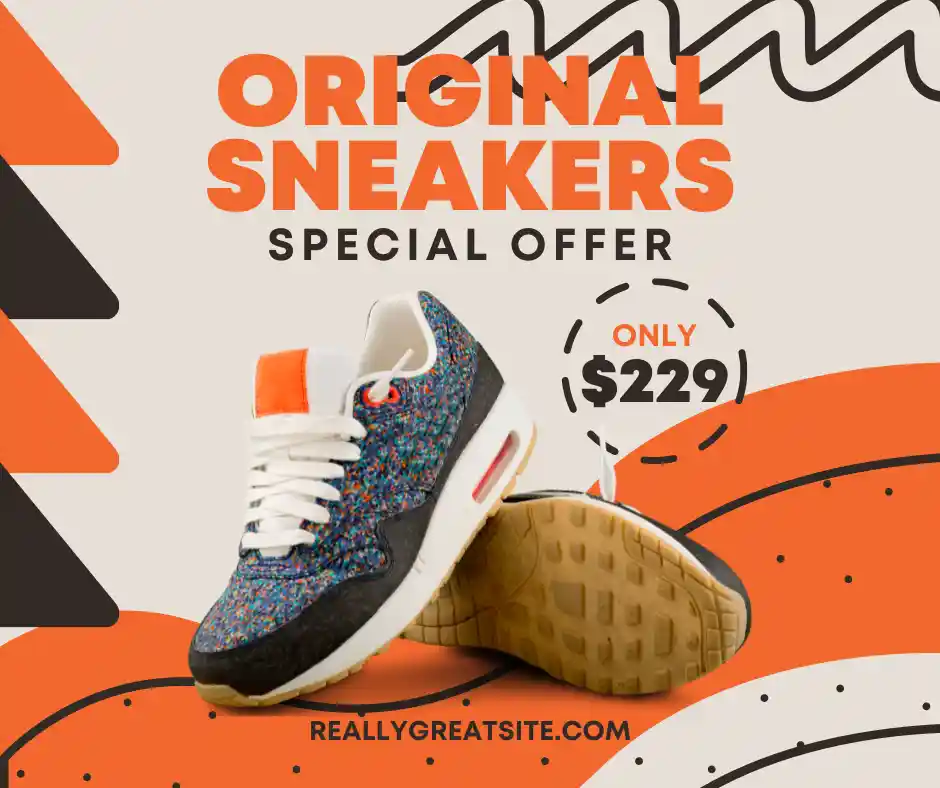 ORIGINAL
SNEAKERS
SPECIAL OFFER
ONLY
$229
REALLYGREATSITE.COM